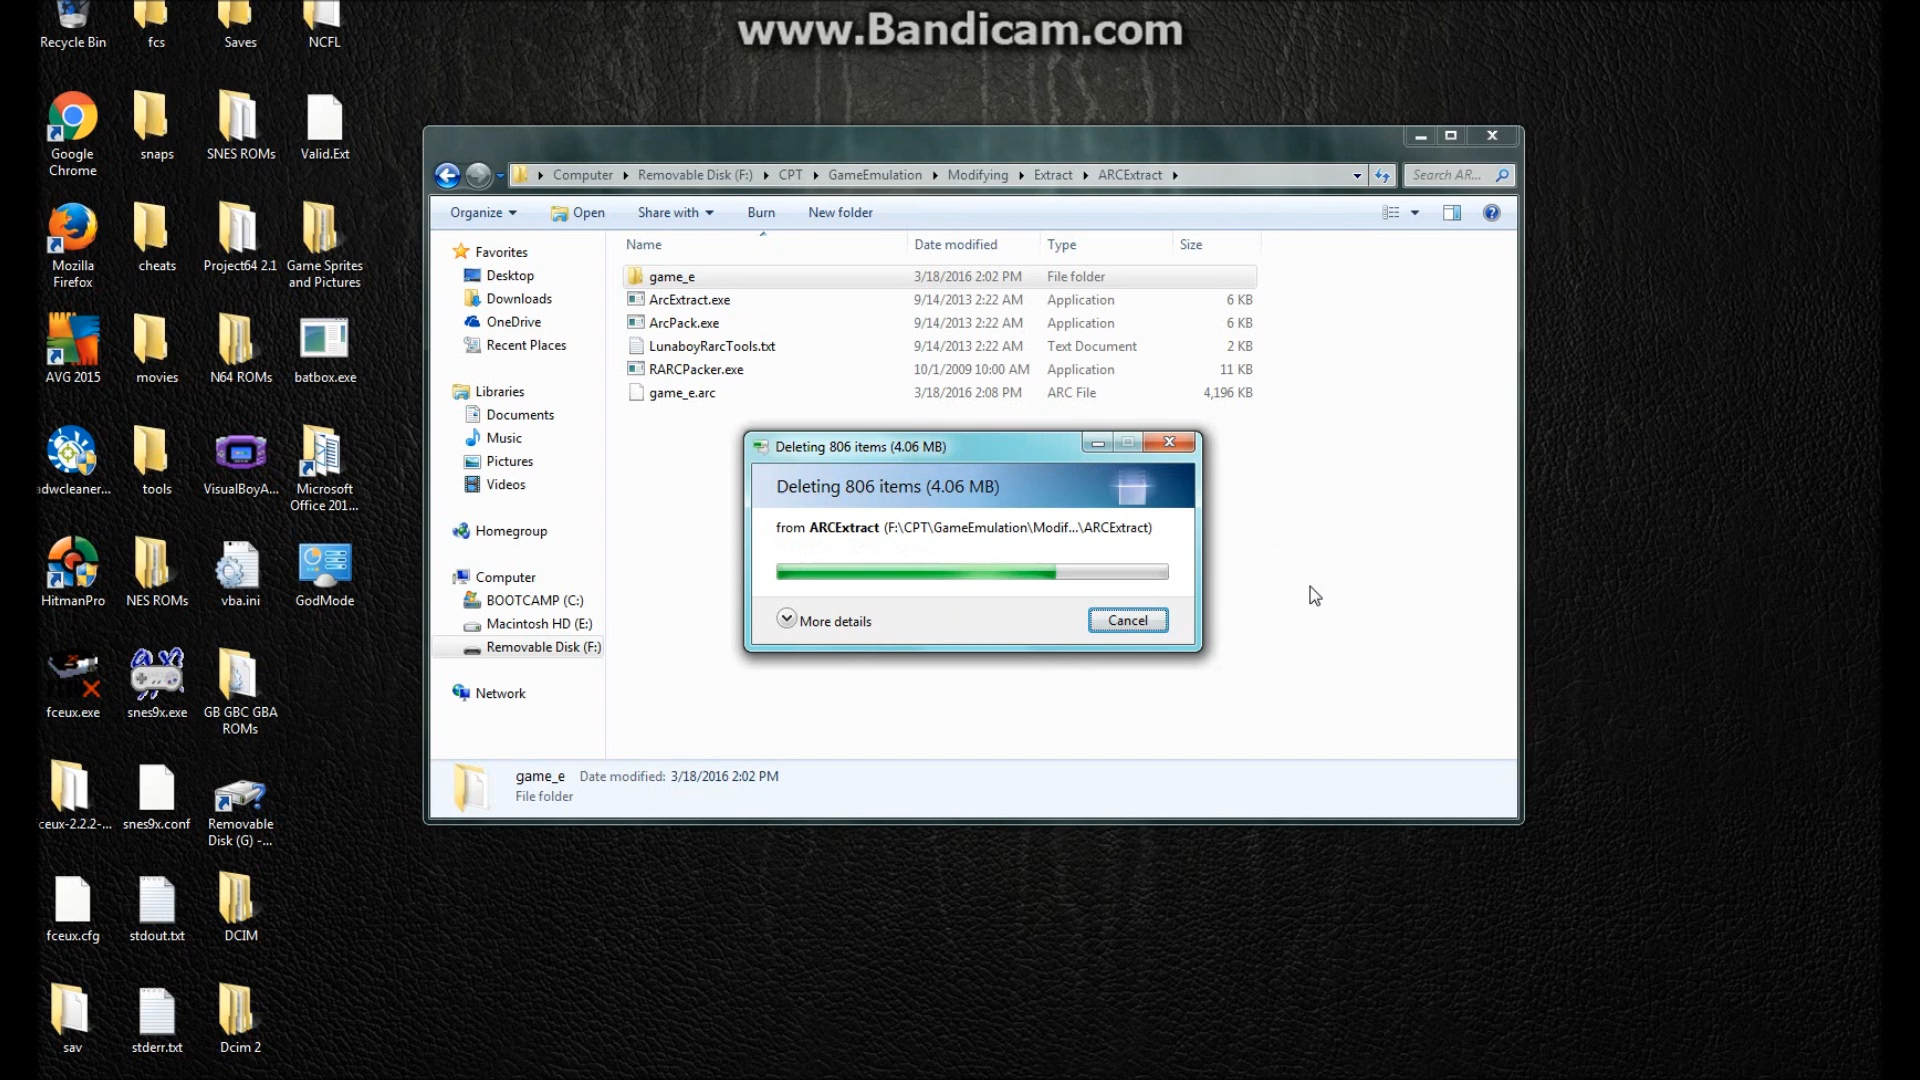 www.Bandicam.com
Recycle Bin
fcs
Saves
NCFL
Google
Chrome
snaps
SNES ROMs
Valid.Ext
Mozilla
Firefox
cheats
Project64 2.1
Game Sprites
and Pictures
AVG 2015
movies
N64 ROMs
batbox.exe
adwcleaner...
tools
VisualBoyA...
Microsoft
Office 201...
HitmanPro
NES ROMs
vba.ini
GodMode
fceux.exe
snes9x.exe
GB GBC GBA
ROMs
ceux-2.2.2-...
snes9x.conf
Removable
Disk (G) -...
fceux.cfg
stdout.txt
DCIM
sav
stderr.txt
Dcim 2
Computer Removable Disk (F:) CPT GameEmulation Modifying Extract ARCExtract
Search AR...
Organize Open Share with Burn New folder
Favorites
Desktop
Downloads
OneDrive
Recent Places
Libraries
Documents
Music
Pictures
Videos
Homegroup
Computer
BOOTCAMP (C:)
Macintosh HD (E:)
Removable Disk (F:)
Network
Name Date modified Type Size
game_e 3/18/2016 2:02 PM File folder
ArcExtract.exe 9/14/2013 2:22 AM Application 6 KB
ArcPack.exe 9/14/2013 2:22 AM Application 6 KB
LunaboyRarcTools.txt 9/14/2013 2:22 AM Text Document 2 KB
RARCPacker.exe 10/1/2009 10:00 AM Application 11 KB
game_e.arc 3/18/2016 2:08 PM ARC File 4,196 KB
Deleting 806 items (4.06 MB)
Deleting 806 items (4.06 MB)
from ARCExtract (F:\CPT\GameEmulation\Modif...\ARCExtract)
More details
Cancel
game_e Date modified: 3/18/2016 2:02 PM
File folder